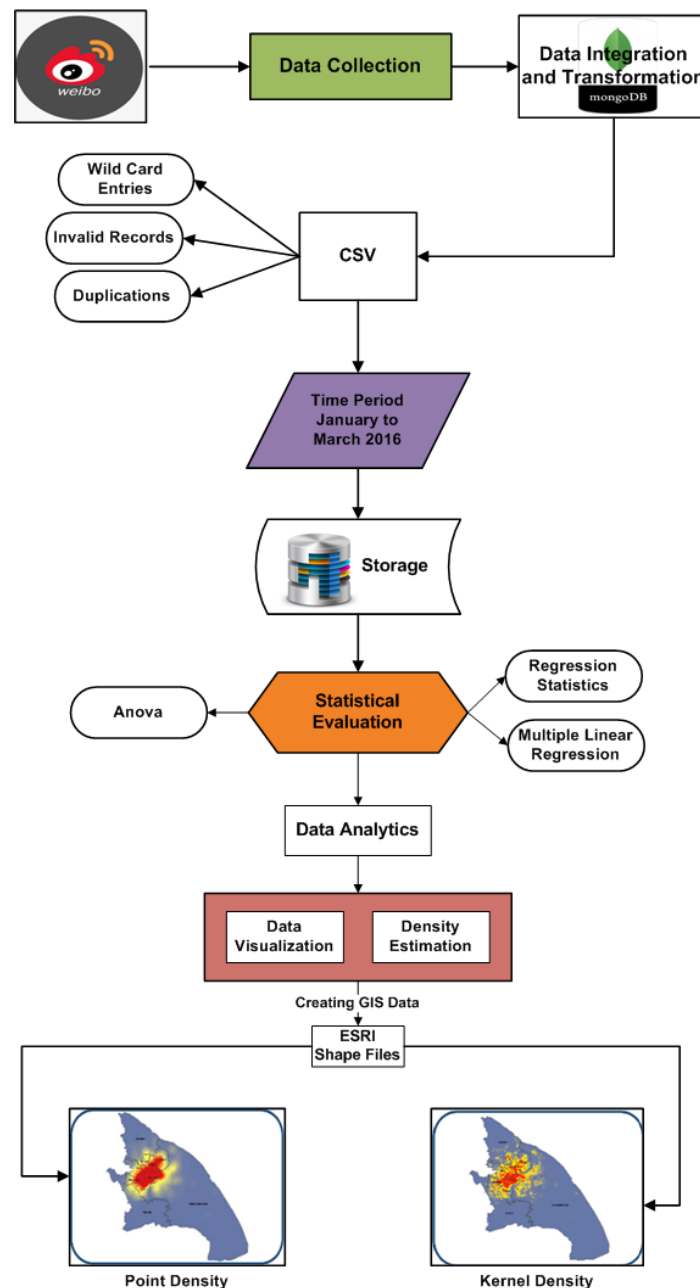 weibo
Data Collection
Data Integration
and Transformation
mongoDB
Wild Card
Entries
Invalid Records
Duplications
CSV
Time Period
January to
March 2016
Storage
Statistical
Evaluation
Anova
Regression
Statistics
Multiple Linear
Regression
Data Analytics
Data
Visualization
Density
Estimation
Creating GIS Data
ESRI
Shape Files
Point Density
Kernel Density